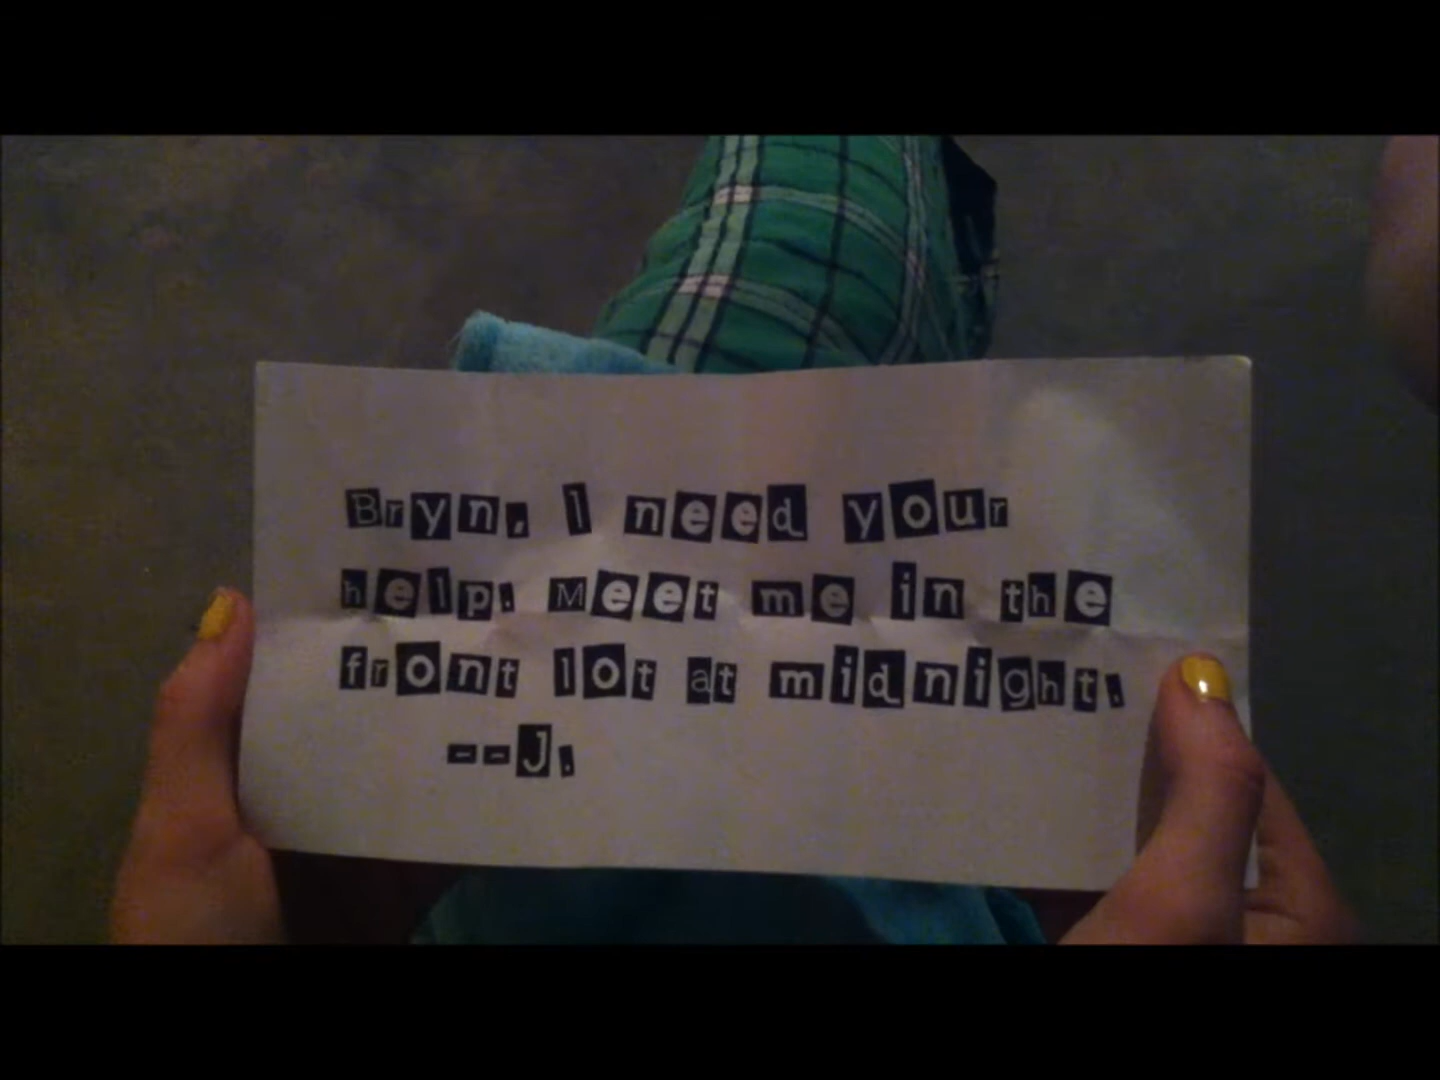 Bryn, I need your
help. Meet me in the
front lot at midnight.
--J.